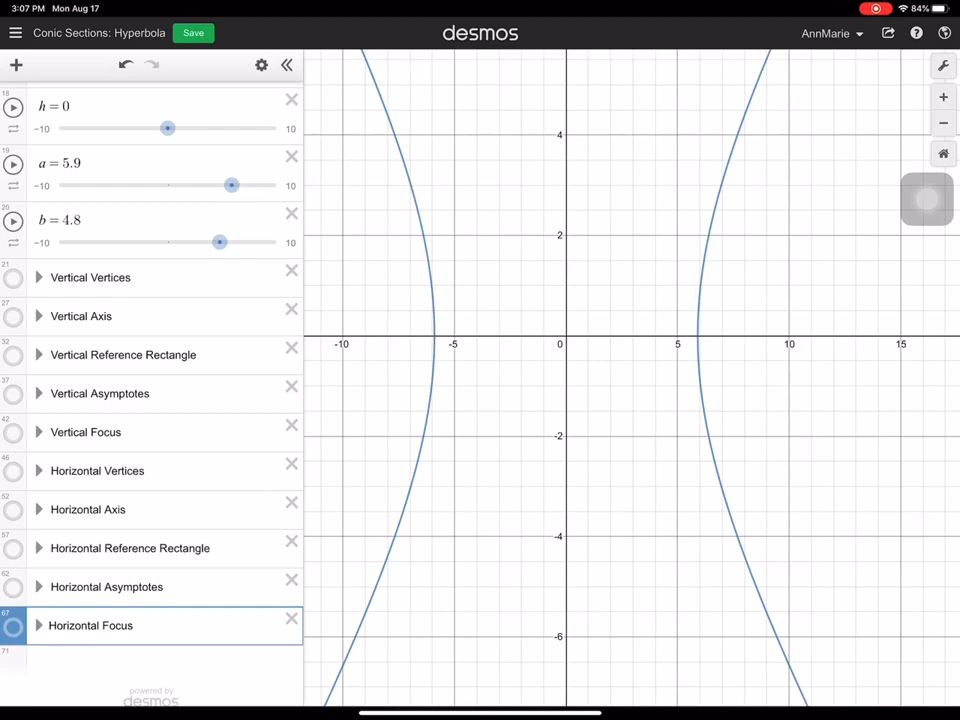 3:07 PM Mon Aug 17
84%
Conic Sections: Hyperbola
Save
desmos
AnnMarie
18
h = 0
-10
10
19
a = 5.9
-10
10
20
b = 4.8
-10
10
21
Vertical Vertices
27
Vertical Axis
32
Vertical Reference Rectangle
37
Vertical Asymptotes
42
Vertical Focus
46
Horizontal Vertices
52
Horizontal Axis
57
Horizontal Reference Rectangle
62
Horizontal Asymptotes
67
Horizontal Focus
71
powered by
desmos
4
2
-10
-5
0
5
10
15
-2
-4
-6